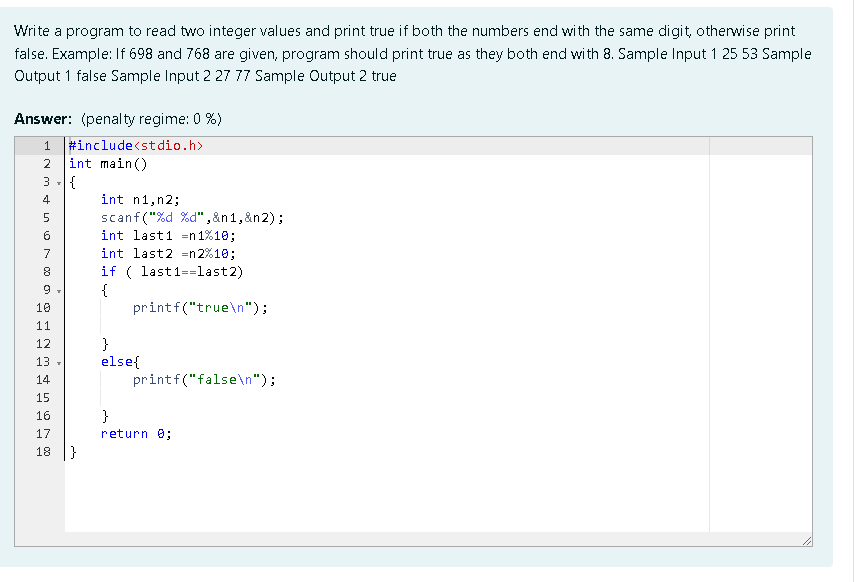 Write a program to read two integer values and print true if both the numbers end with the same digit, otherwise print
false. Example: If 698 and 768 are given, program should print true as they both end with 8. Sample Input 1 25 53 Sample
Output 1 false Sample Input 2 27 77 Sample Output 2 true
Answer: (penalty regime: 0 %)
1 #include<stdio.h>
2 int main()
3 {
4 int n1,n2;
5 scanf("%d %d",&n1,&n2);
6 int last1 =n1%10;
7 int last2 =n2%10;
8 if ( last1==last2)
9 {
10 printf("true\n");
11
12 }
13 else{
14 printf("false\n");
15
16 }
17 return 0;
18 }